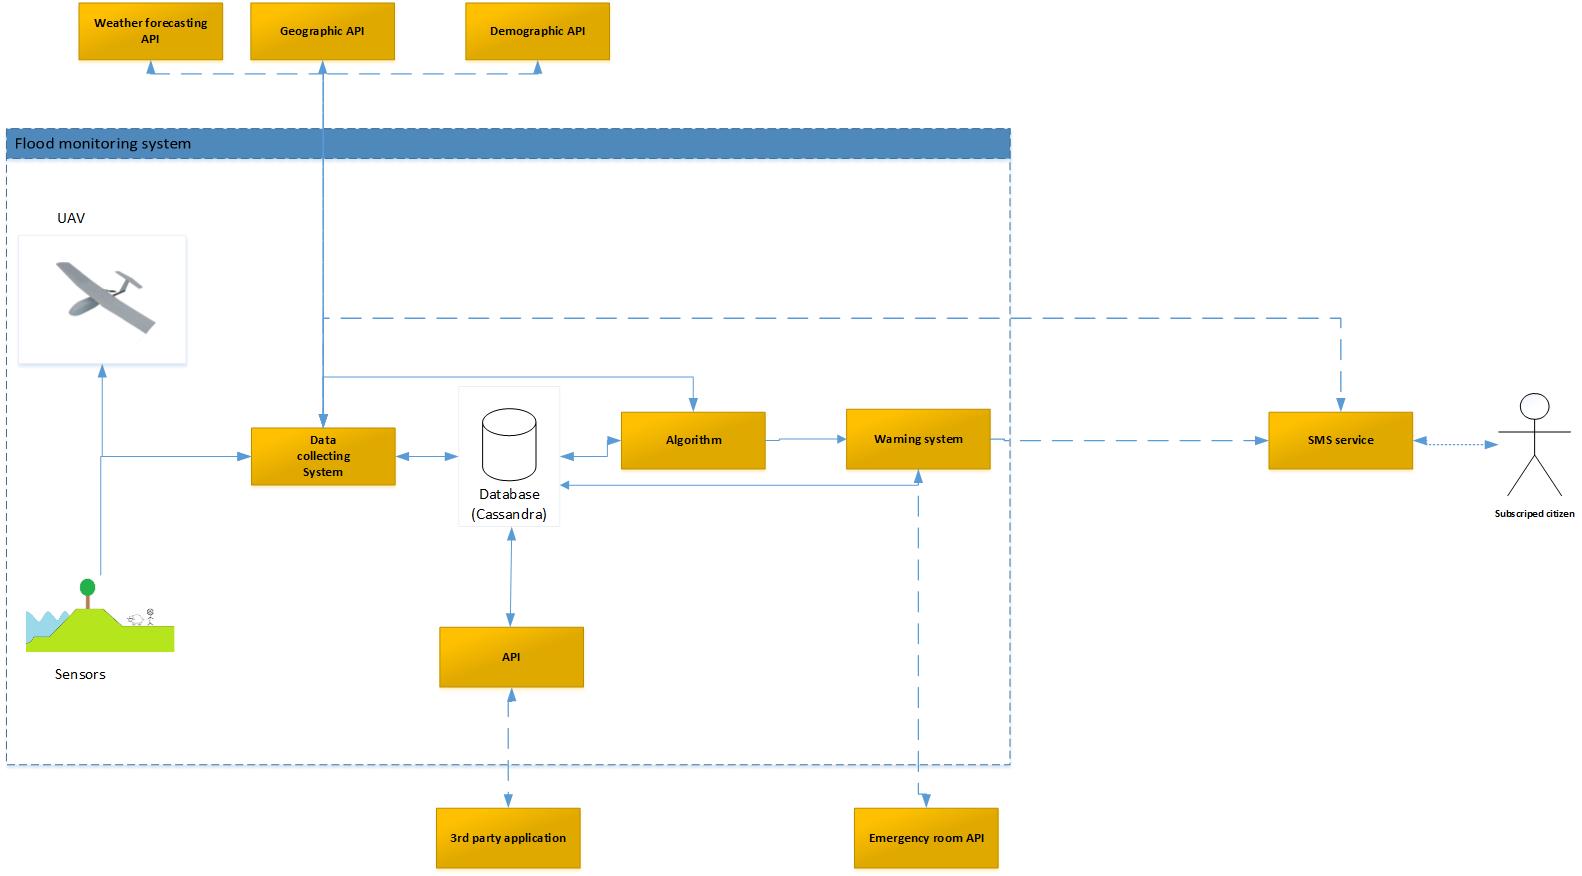 Weather forecasting
API
Geographic API
Demographic API
Flood monitoring system
UAV
Data
collecting
System
Database
(Cassandra)
Algorithm
Warning system
SMS service
Subscriped citizen
Sensors
API
3rd party application
Emergency room API